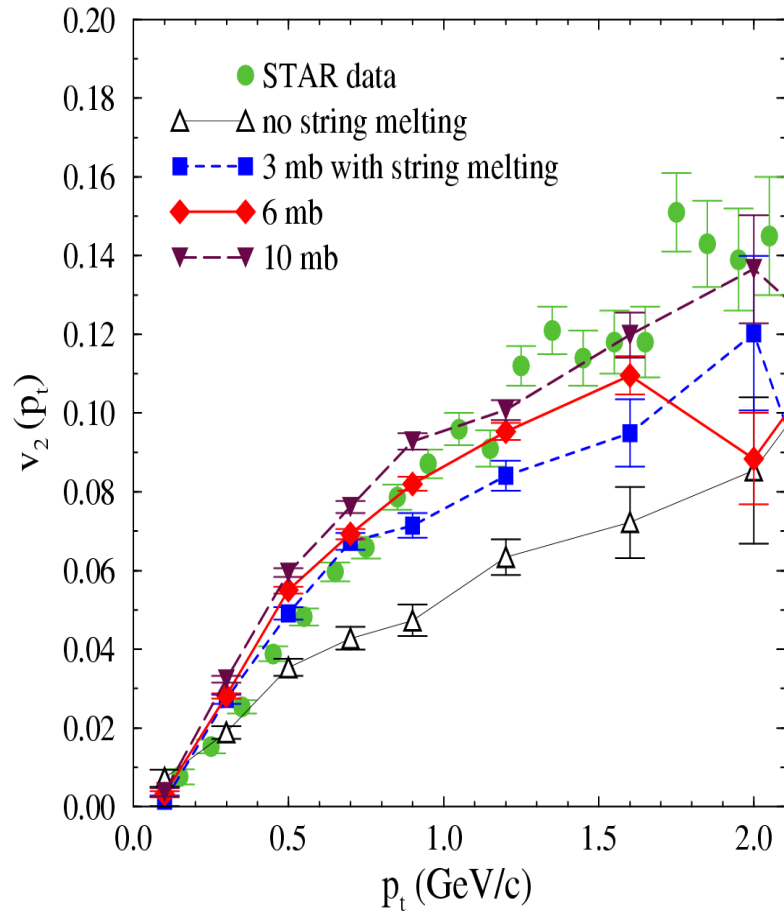 0.20
0.18
0.16
0.14
0.12
0.10
0.08
0.06
0.04
0.02
0.00
v₂ (pₜ)
STAR data
no string melting
3 mb with string melting
6 mb
10 mb
0.0 0.5 1.0 1.5 2.0
pₜ (GeV/c)